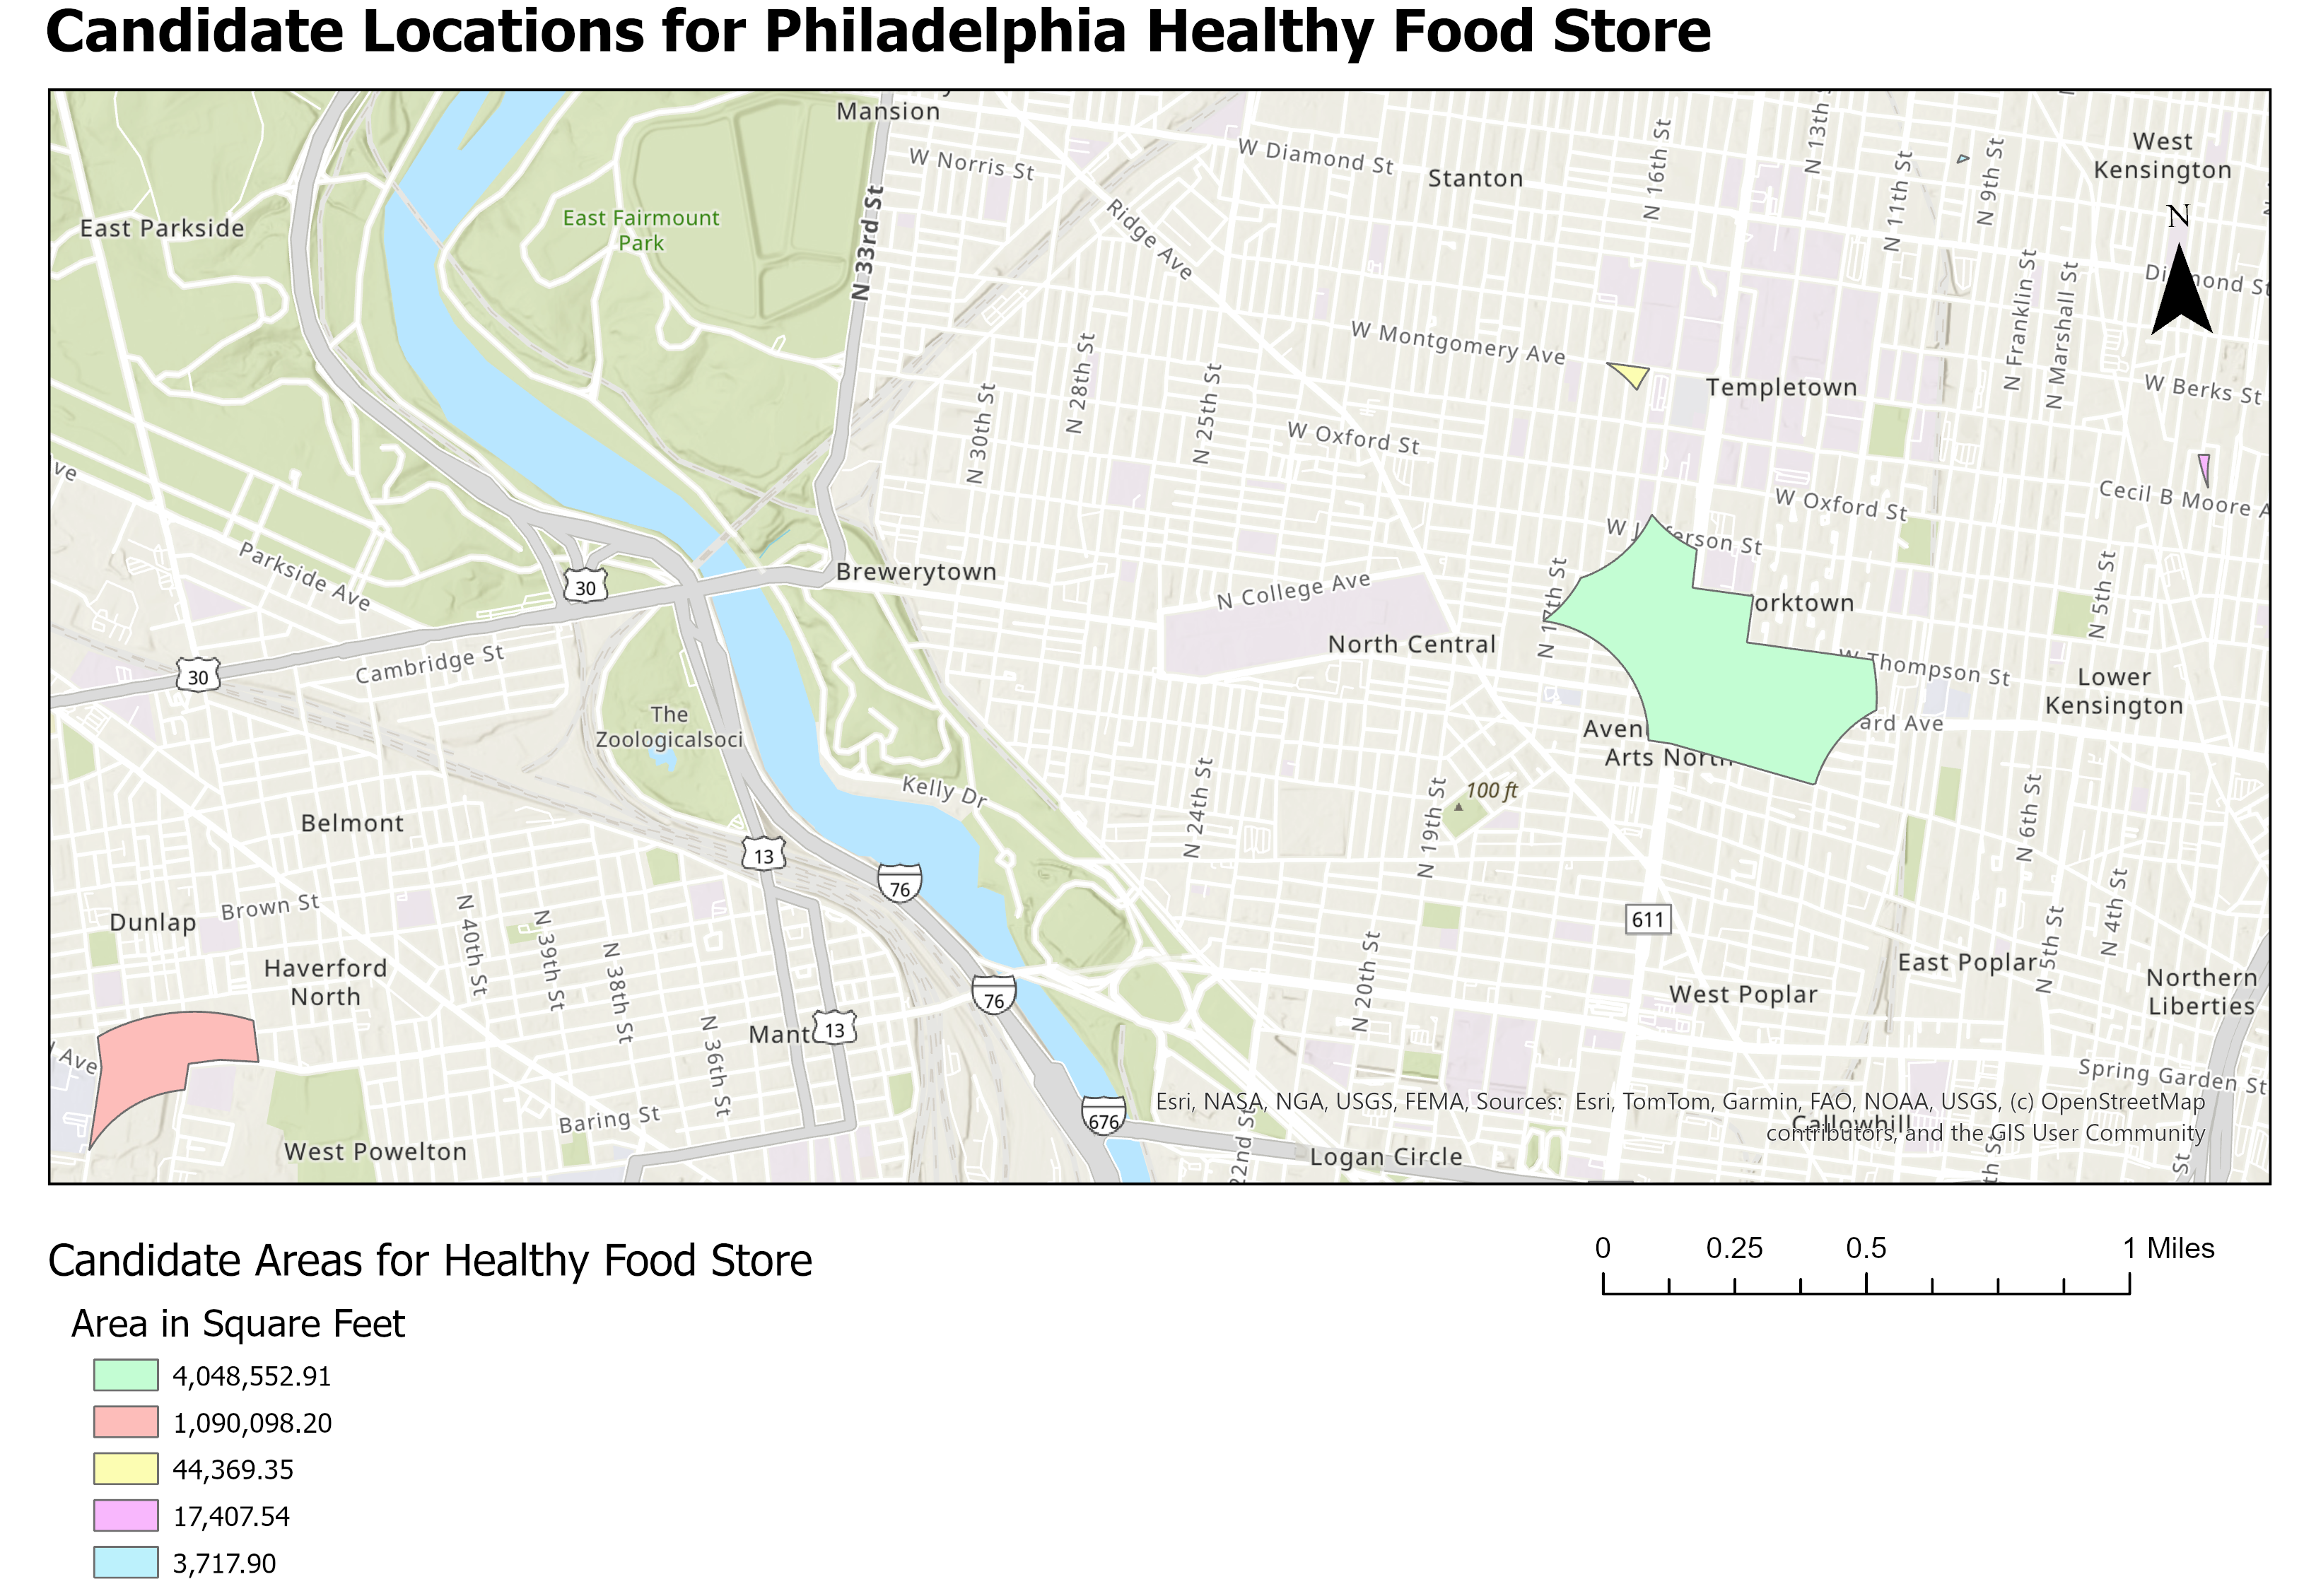 Candidate Locations for Philadelphia Healthy Food Store
Mansion
W Norris St
W Diamond St
Stanton
N 16th St
N 13th
N 11th St
N 9th St
West
Kensington
N
East Parkside
East Fairmount
Park
N 33rd St
Ridge Ave
Diamond St
N Franklin St
N Marshall St
W Montgomery Ave
Templetown
W Berks St
N 28th St
N 25th St
N 30th St
W Oxford St
ve
W Oxford St
Cecil B Moore A
W Jefferson St
Parkside Ave
30
Brewerytown
N College Ave
N 17th St
orktown
N 5th St
North Central
30
Cambridge St
W Thompson St
Lower
Kensington
The
Zoologicalsoci
Aven
Arts North
ard Ave
Kelly Dr
N 24th St
N 19th St
100 ft
N 6th St
Belmont
13
76
Brown St
Dunlap
N 40th St
N 39th St
N 38th St
611
N 4th St
N 5th St
Haverford
North
East Poplar
Northern
Liberties
76
N 20th St
West Poplar
Mant
13
N 36th St
Ave
Spring Garden St
676
Baring St
22nd St
Esri, NASA, NGA, USGS, FEMA, Sources: Esri, TomTom, Garmin, FAO, NOAA, USGS, (c) OpenStreetMap
contributors, and the GIS User Community
Callowhill
West Powelton
Logan Circle
th St
St
Candidate Areas for Healthy Food Store
0 0.25 0.5 1 Miles
Area in Square Feet
4,048,552.91
1,090,098.20
44,369.35
17,407.54
3,717.90